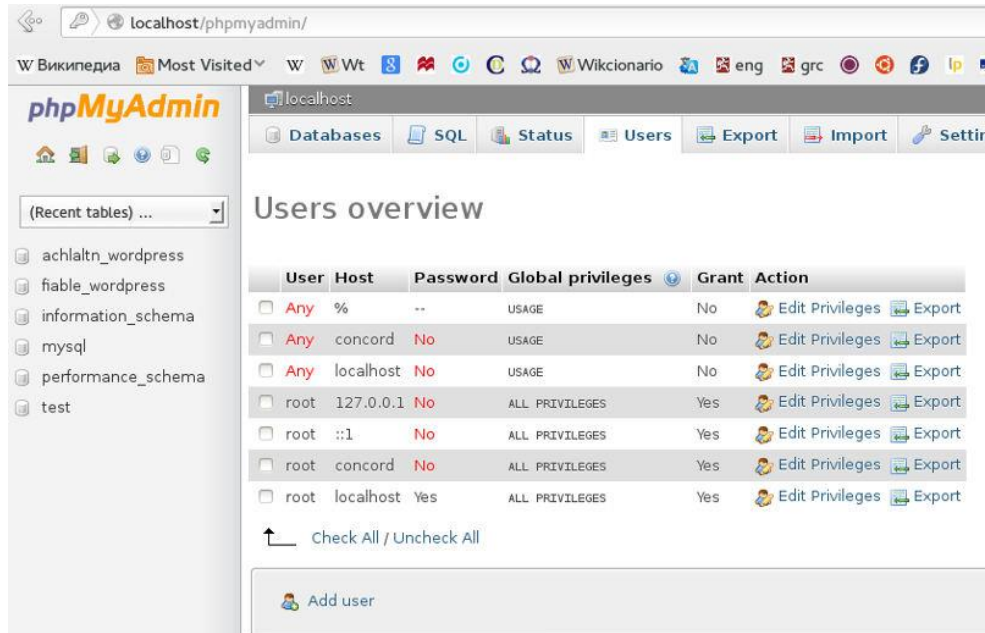 localhost/phpmyadmin/
W Википедиа Most Visited W Wt 8 Wikcionario eng grc lp
phpMyAdmin
localhost
Databases SQL Status Users Export Import Settin
(Recent tables) ...
achlaltn_wordpress
fiable_wordpress
information_schema
mysql
performance_schema
test
Users overview
User Host Password Global privileges Grant Action
Any % -- USAGE No Edit Privileges Export
Any concord No USAGE No Edit Privileges Export
Any localhost No USAGE No Edit Privileges Export
root 127.0.0.1 No ALL PRIVILEGES Yes Edit Privileges Export
root ::1 No ALL PRIVILEGES Yes Edit Privileges Export
root concord No ALL PRIVILEGES Yes Edit Privileges Export
root localhost Yes ALL PRIVILEGES Yes Edit Privileges Export
Check All / Uncheck All
Add user